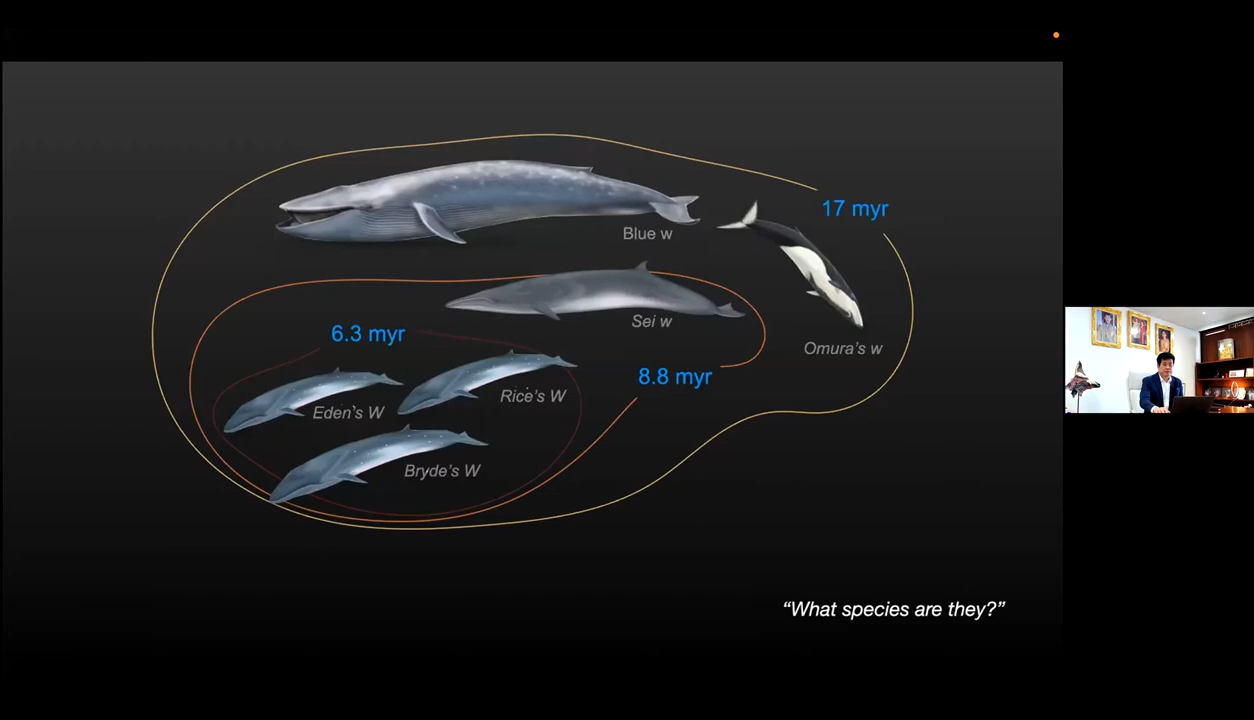 17 myr
Blue w
Sei w
6.3 myr
Omura's w
8.8 myr
Rice's W
Eden's W
Bryde's W
“What species are they?”